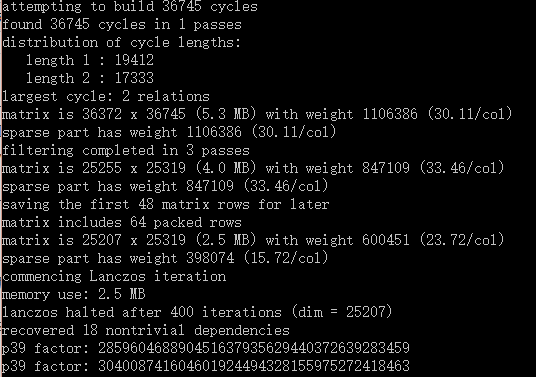 attempting to build 36745 cycles
found 36745 cycles in 1 passes
distribution of cycle lengths:
length 1 : 19412
length 2 : 17333
largest cycle: 2 relations
matrix is 36372 x 36745 (5.3 MB) with weight 1106386 (30.11/col)
sparse part has weight 1106386 (30.11/col)
filtering completed in 3 passes
matrix is 25255 x 25319 (4.0 MB) with weight 847109 (33.46/col)
sparse part has weight 847109 (33.46/col)
saving the first 48 matrix rows for later
matrix includes 64 packed rows
matrix is 25207 x 25319 (2.5 MB) with weight 600451 (23.72/col)
sparse part has weight 398074 (15.72/col)
commencing Lanczos iteration
memory use: 2.5 MB
lanczos halted after 400 iterations (dim = 25207)
recovered 18 nontrivial dependencies
p39 factor: 285960468890451637935629440372639283459
p39 factor: 304008741604601924494328155975272418463